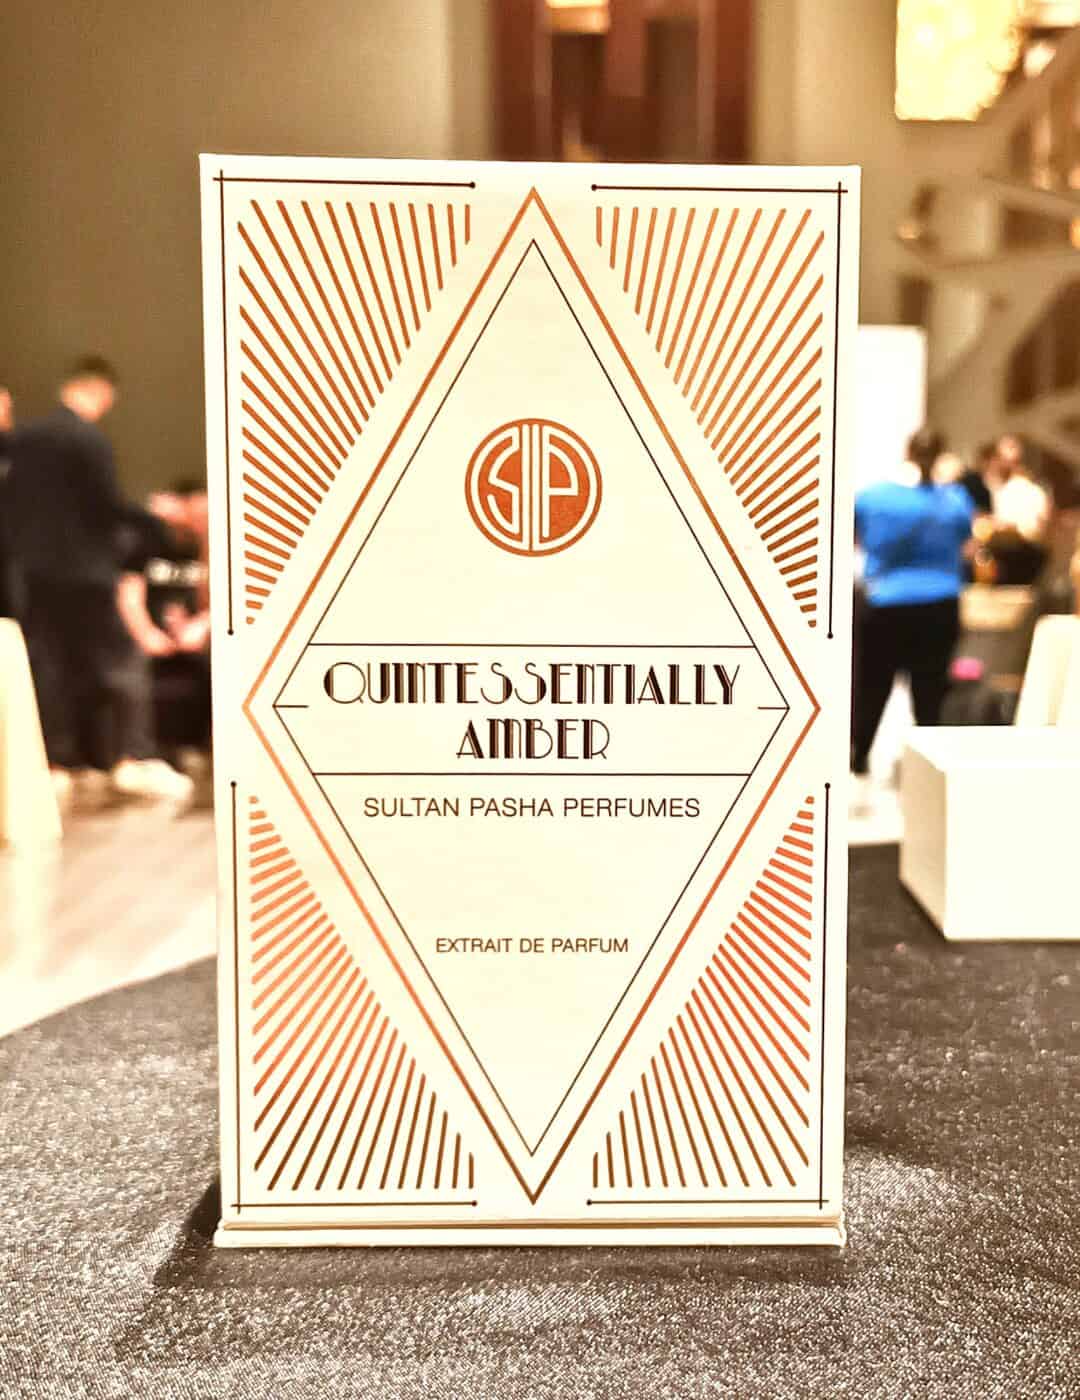 SP
QUINTESSENTIALLY
AMBER
SULTAN PASHA PERFUMES
EXTRAIT DE PARFUM